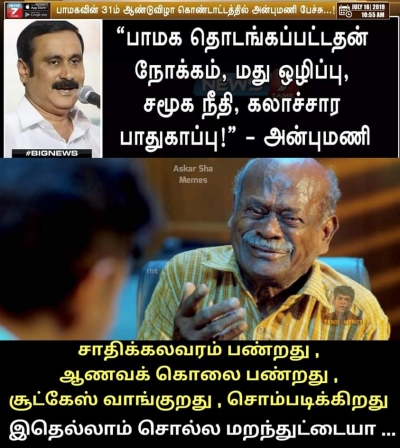 பாமகவின் 31ம் ஆண்டுவிழா கொண்டாட்டத்தில் அன்புமணி பேச்சு...!
JULY 16| 2019
10:55 AM
“பாமக தொடங்கப்பட்டதன்
நோக்கம், மது ஒழிப்பு,
சமூக நீதி, கலாச்சார
பாதுகாப்பு!” - அன்புமணி
#BIGNEWS
Askar Sha
Memes
சாதிக்கலவரம் பண்றது ,
ஆணவக் கொலை பண்றது ,
சூட்கேஸ் வாங்குறது , சொம்படிக்கிறது
இதெல்லாம் சொல்ல மறந்துட்டையா ...